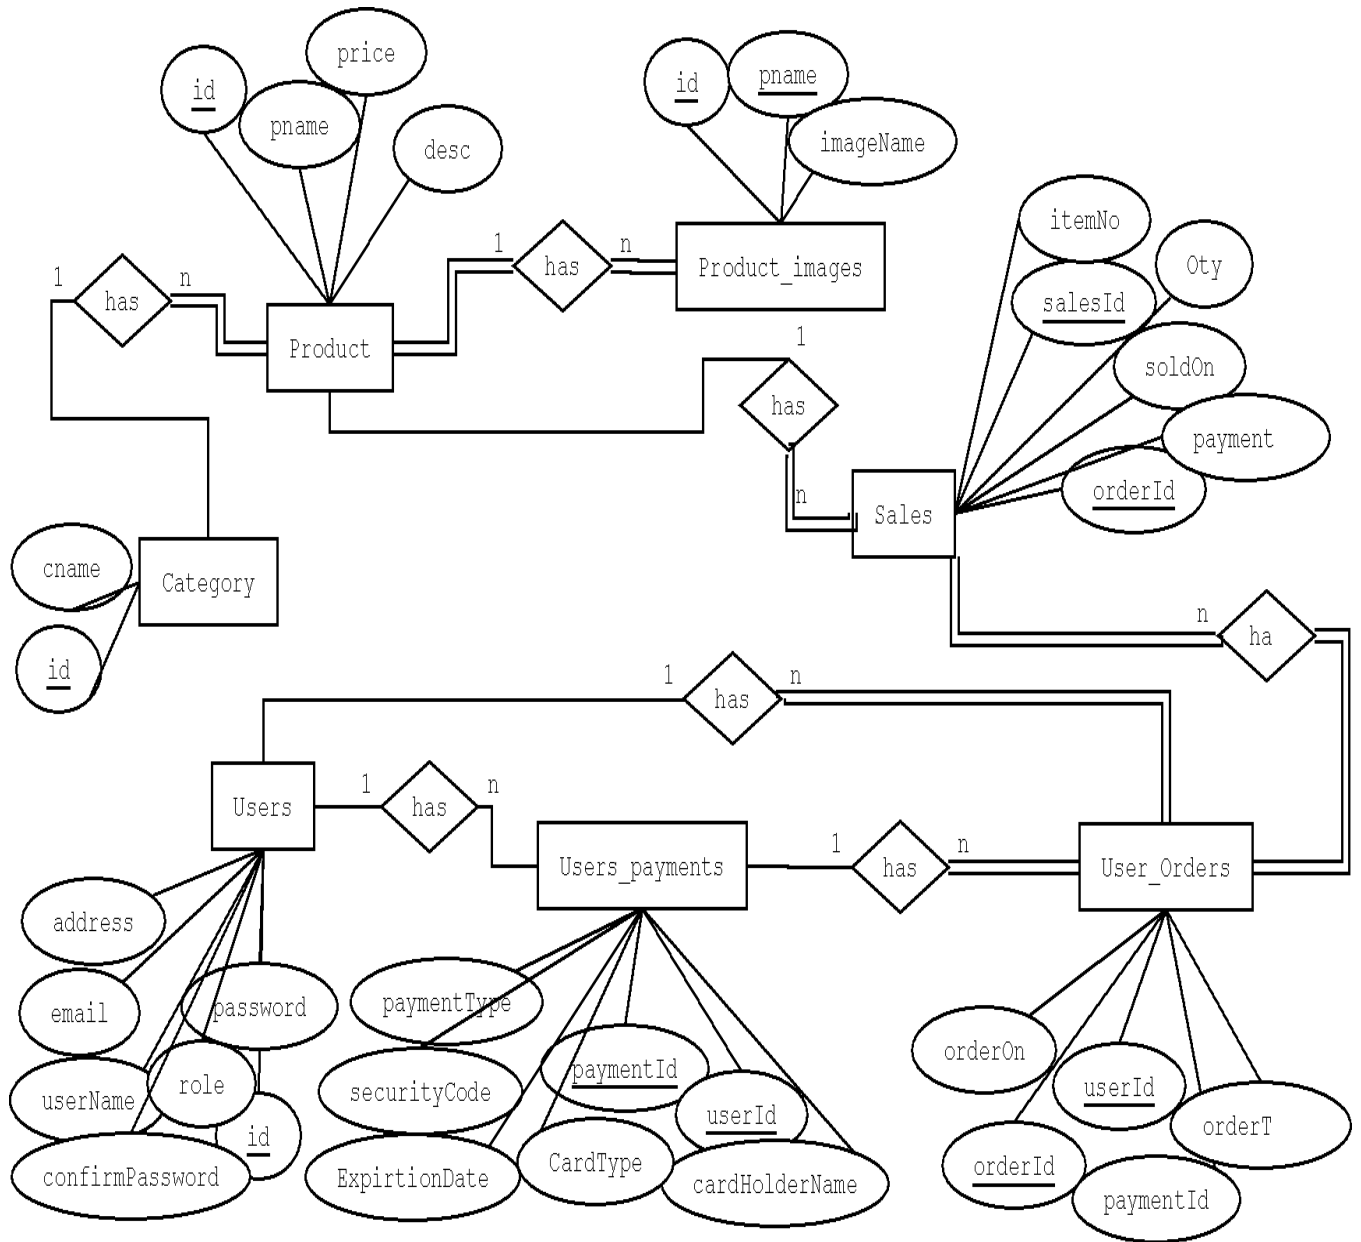 price
id
pname
desc
id
pname
imageName
itemNo
Oty
salesId
soldOn
payment
orderId
1
n
has
1
n
has
Product_images
Product
1
has
n
Sales
cname
Category
id
n
ha
1
n
has
Users
1
n
has
Users_payments
1
n
has
User_Orders
address
email
password
userName
role
id
confirmPassword
paymentType
securityCode
paymentId
userId
ExpirtionDate
CardType
cardHolderName
orderOn
userId
orderT
orderId
paymentId